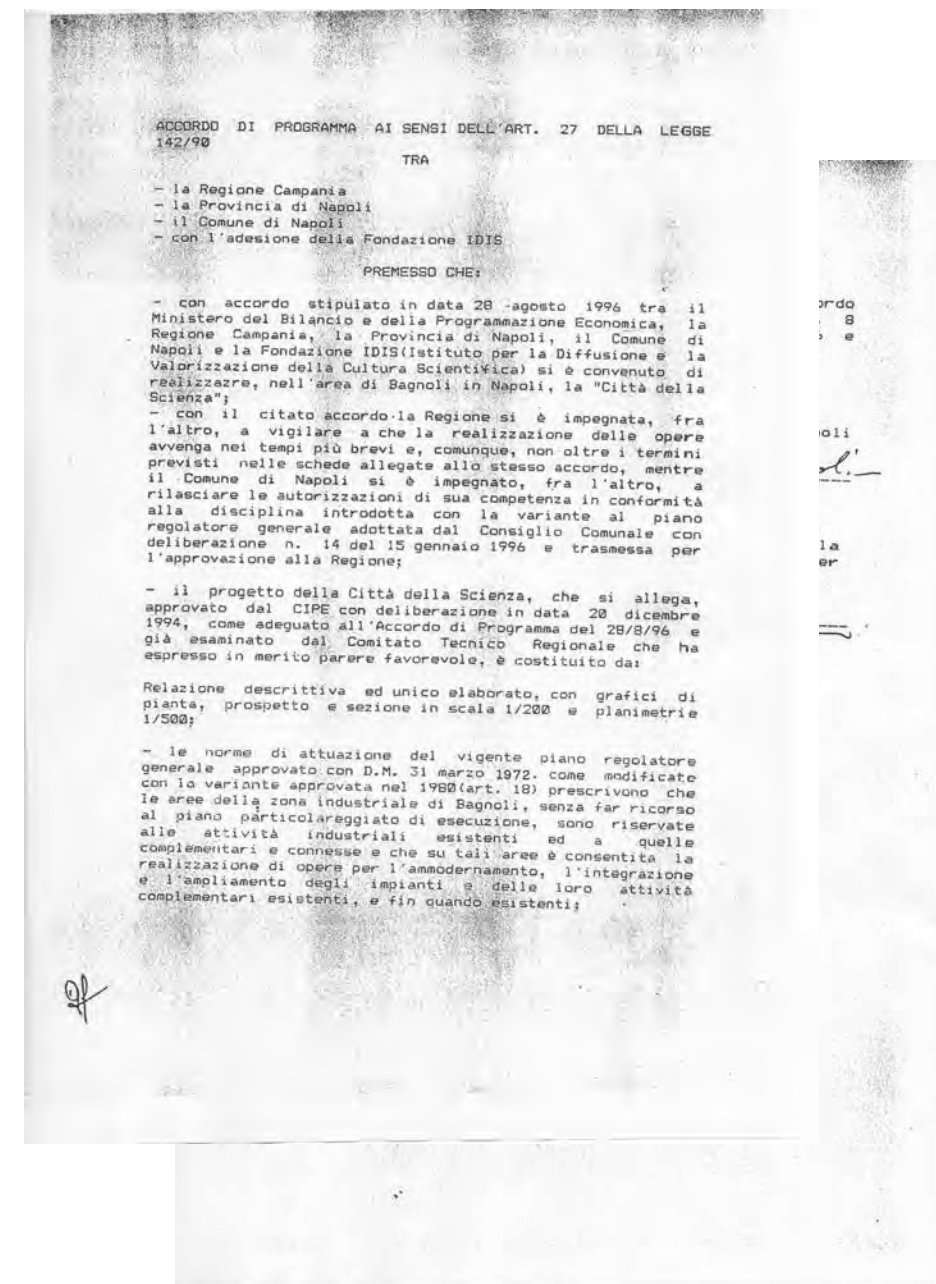 ACCORDO DI PROGRAMMA AI SENSI DELL'ART. 27 DELLA LEGGE
142/90
TRA
- la Regione Campania
- la Provincia di Napoli
- il Comune di Napoli
- con l'adesione della Fondazione IDIS
PREMESSO CHE:
- con accordo stipulato in data 28 agosto 1996 tra il
Ministero del Bilancio e della Programmazione Economica, la
Regione Campania, la Provincia di Napoli, il Comune di
Napoli e la Fondazione IDIS(Istituto per la Diffusione e la
Valorizzazione della Cultura Scientifica) si è convenuto di
realizzazre, nell'area di Bagnoli in Napoli, la "Città della
Scienza";
- con il citato accordo la Regione si è impegnata, fra
l'altro, a vigilare a che la realizzazione delle opere
avvenga nei tempi più brevi e, comunque, non oltre i termini
previsti nelle schede allegate allo stesso accordo, mentre
il Comune di Napoli si è impegnato, fra l'altro, a
rilasciare le autorizzazioni di sua competenza in conformità
alla disciplina introdotta con la variante al piano
regolatore generale adottata dal Consiglio Comunale con
deliberazione n. 14 del 15 gennaio 1996 e trasmessa per
l'approvazione alla Regione;
- il progetto della Città della Scienza, che si allega,
approvato dal CIPE con deliberazione in data 20 dicembre
1994, come adeguato all'Accordo di Programma del 28/8/96 e
già esaminato dal Comitato Tecnico Regionale che ha
espresso in merito parere favorevole, è costituito da:
Relazione descrittiva ed unico elaborato, con grafici di
pianta, prospetto e sezione in scala 1/200 e planimetrie
1/500;
- le norme di attuazione del vigente piano regolatore
generale approvato con D.M. 31 marzo 1972. come modificato
con la variante approvata nel 1980(art. 18) prescrivono che
le aree della zona industriale di Bagnoli, senza far ricorso
al piano particolareggiato di esecuzione, sono riservate
alle attività industriali esistenti ed a quelle
complementari e connesse e che su tali aree è consentita la
realizzazione di opere per l'ammodernamento, l'integrazione
e l'ampliamento degli impianti e delle loro attività
complementari esistenti, e fin quando esistenti;
ordo
8
e
oli
la
er